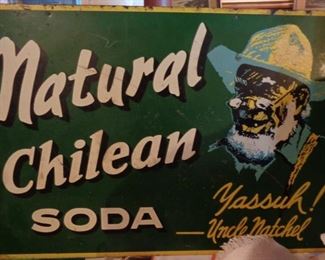 Natural
Chilean
SODA
Yassuh!
— Uncle Natchel